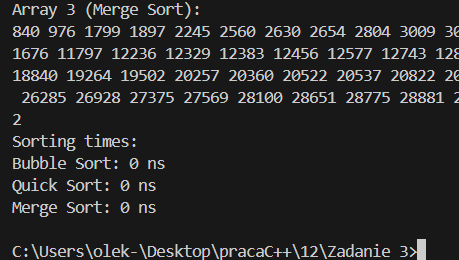 Array 3 (Merge Sort):
840 976 1799 1897 2245 2560 2630 2654 2804 3009
1676 11797 12236 12329 12383 12456 12577 12743
18840 19264 19502 20257 20360 20522 20537 20822
26285 26928 27375 27569 28100 28651 28775 28881
2
Sorting times:
Bubble Sort: 0 ns
Quick Sort: 0 ns
Merge Sort: 0 ns
C:\Users\olek-\Desktop\pracaC++\12\Zadanie 3>